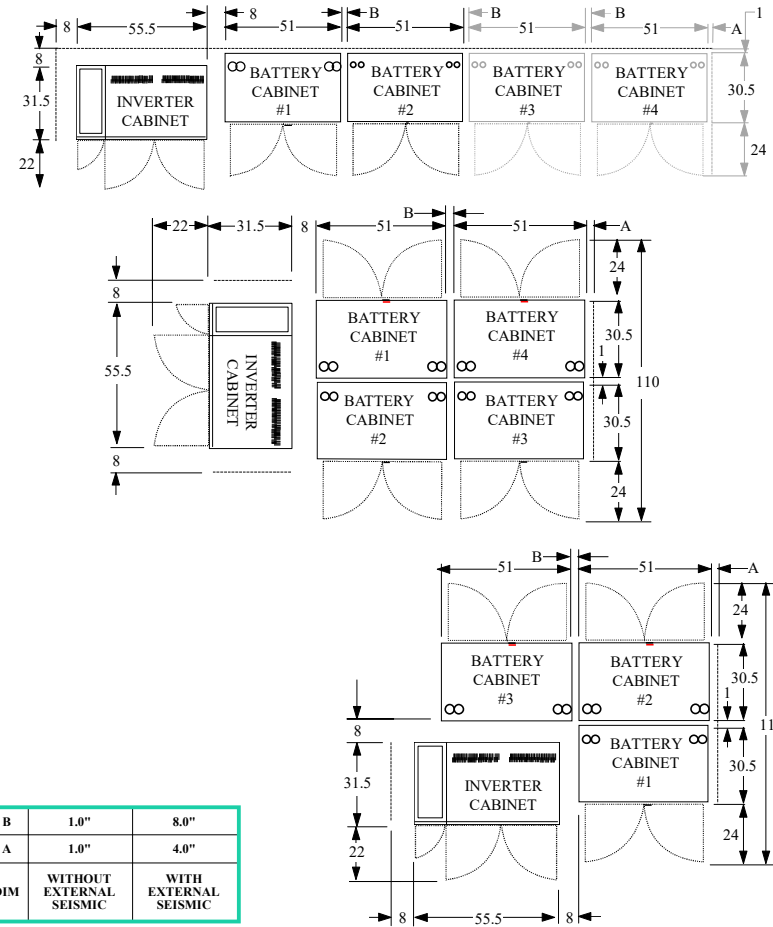 8 55.5 8 51 B 51 B 51 B 51 A 1
8
31.5
22
30.5
24
BATTERY
CABINET
#1
BATTERY
CABINET
#2
BATTERY
CABINET
#3
BATTERY
CABINET
#4
INVERTER
CABINET
22 31.5 8 51 B 51 A
8
55.5
8
24
30.5
1
110
30.5
24
INVERTER
CABINET
BATTERY
CABINET
#1
BATTERY
CABINET
#4
BATTERY
CABINET
#2
BATTERY
CABINET
#3
B
51 51 A
24
30.5
1
11
30.5
24
BATTERY
CABINET
#3
BATTERY
CABINET
#2
BATTERY
CABINET
#1
8
31.5
22
INVERTER
CABINET
8 55.5 8
B 1.0" 8.0"
A 1.0" 4.0"
DIM WITHOUT EXTERNAL SEISMIC WITH EXTERNAL SEISMIC